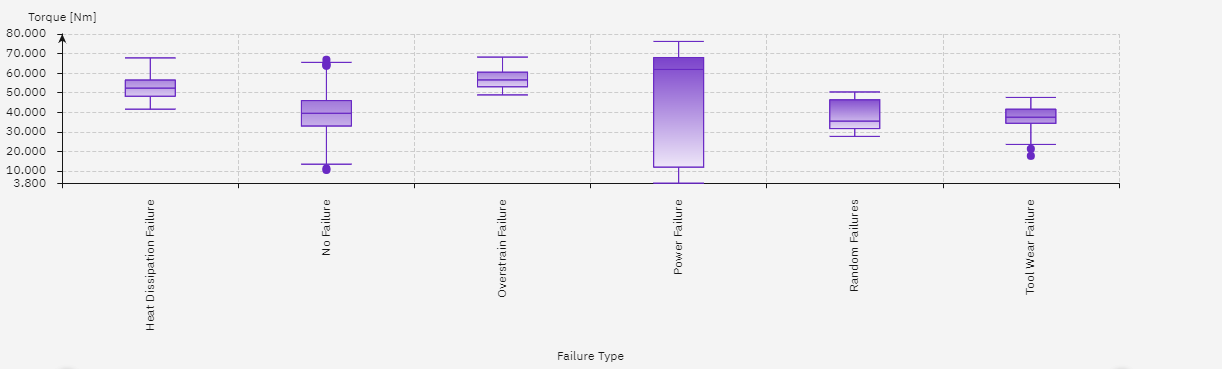 Torque [Nm]
80.000
70.000
60.000
50.000
40.000
30.000
20.000
10.000
3.800
Heat Dissipation Failure
No Failure
Overstrain Failure
Power Failure
Random Failures
Tool Wear Failure
Failure Type